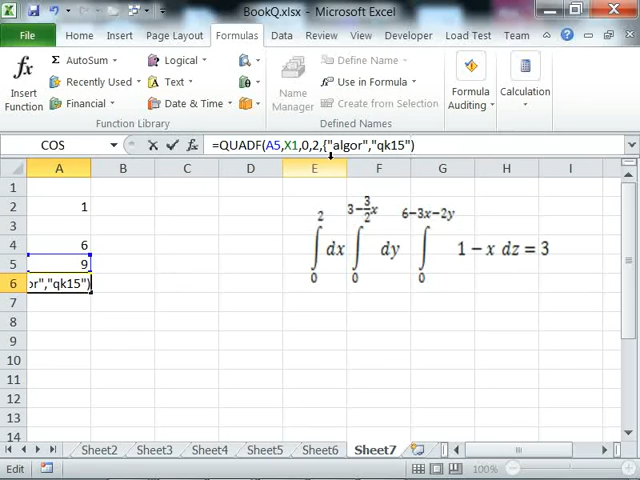 BookQ.xlsx - Microsoft Excel
File Home Insert Page Layout Formulas Data Review View Developer Load Test Team
fx Insert Function
Σ AutoSum
Recently Used
Financial
Logical
Text
Date & Time
Function Library
Name Manager
Define Name
Use in Formula
Create from Selection
Defined Names
Formula Auditing
Calculation
COS fx =QUADF(A5,X1,0,2,{"algor","qk15")
A B C D E F G H I
1
2 1
3
4 6
5 9
6 or","qk15")
7
8
9
10
11
12
13
14
∫₀² dx ∫₀^(3−(3/2)x) dy ∫₀^(6−3x−2y) 1 − x dz = 3
Sheet2 Sheet3 Sheet4 Sheet5 Sheet6 Sheet7
Edit 100%